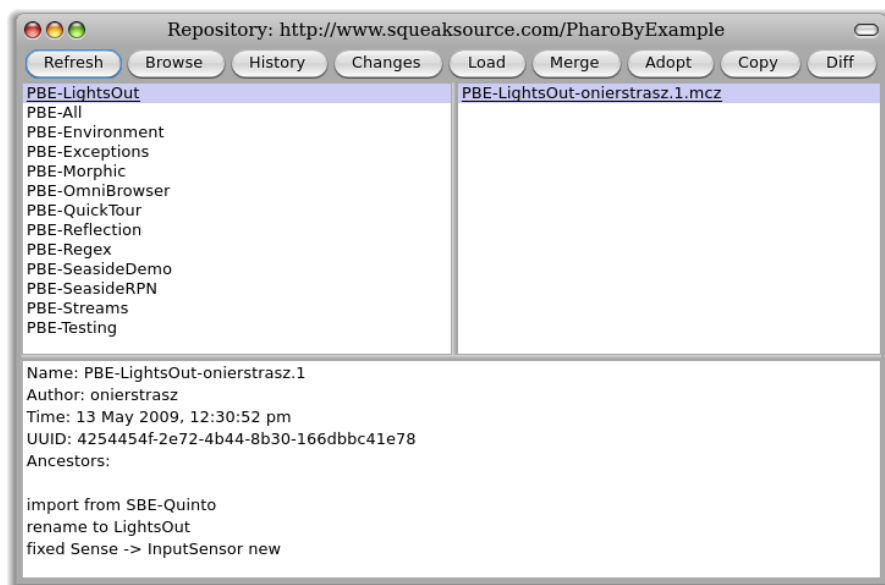 Repository: http://www.squeaksource.com/PharoByExample
Refresh Browse History Changes Load Merge Adopt Copy Diff
PBE-LightsOut
PBE-All
PBE-Environment
PBE-Exceptions
PBE-Morphic
PBE-OmniBrowser
PBE-QuickTour
PBE-Reflection
PBE-Regex
PBE-SeasideDemo
PBE-SeasideRPN
PBE-Streams
PBE-Testing
PBE-LightsOut-onierstrasz.1.mcz
Name: PBE-LightsOut-onierstrasz.1
Author: onierstrasz
Time: 13 May 2009, 12:30:52 pm
UUID: 4254454f-2e72-4b44-8b30-166dbbc41e78
Ancestors:
import from SBE-Quinto
rename to LightsOut
fixed Sense -> InputSensor new